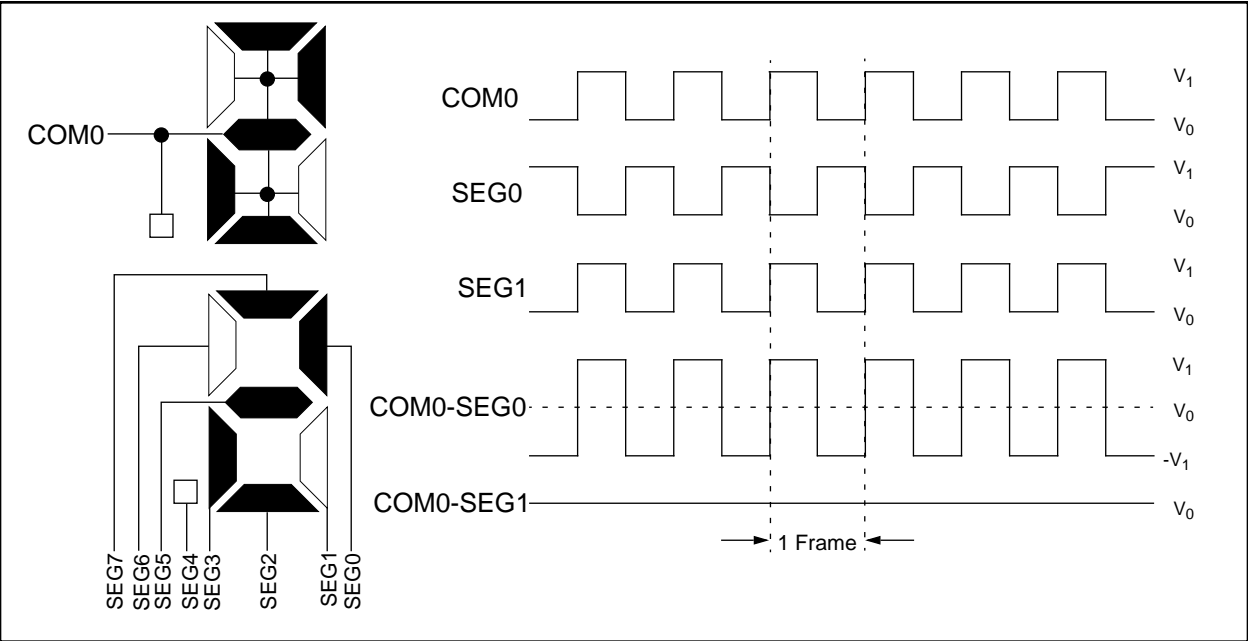 COM0
COM0
V1
V0
SEG0
V1
V0
SEG1
V1
V0
COM0-SEG0
V1
V0
-V1
COM0-SEG1
V0
1 Frame
SEG7
SEG6
SEG5
SEG4
SEG3
SEG2
SEG1
SEG0